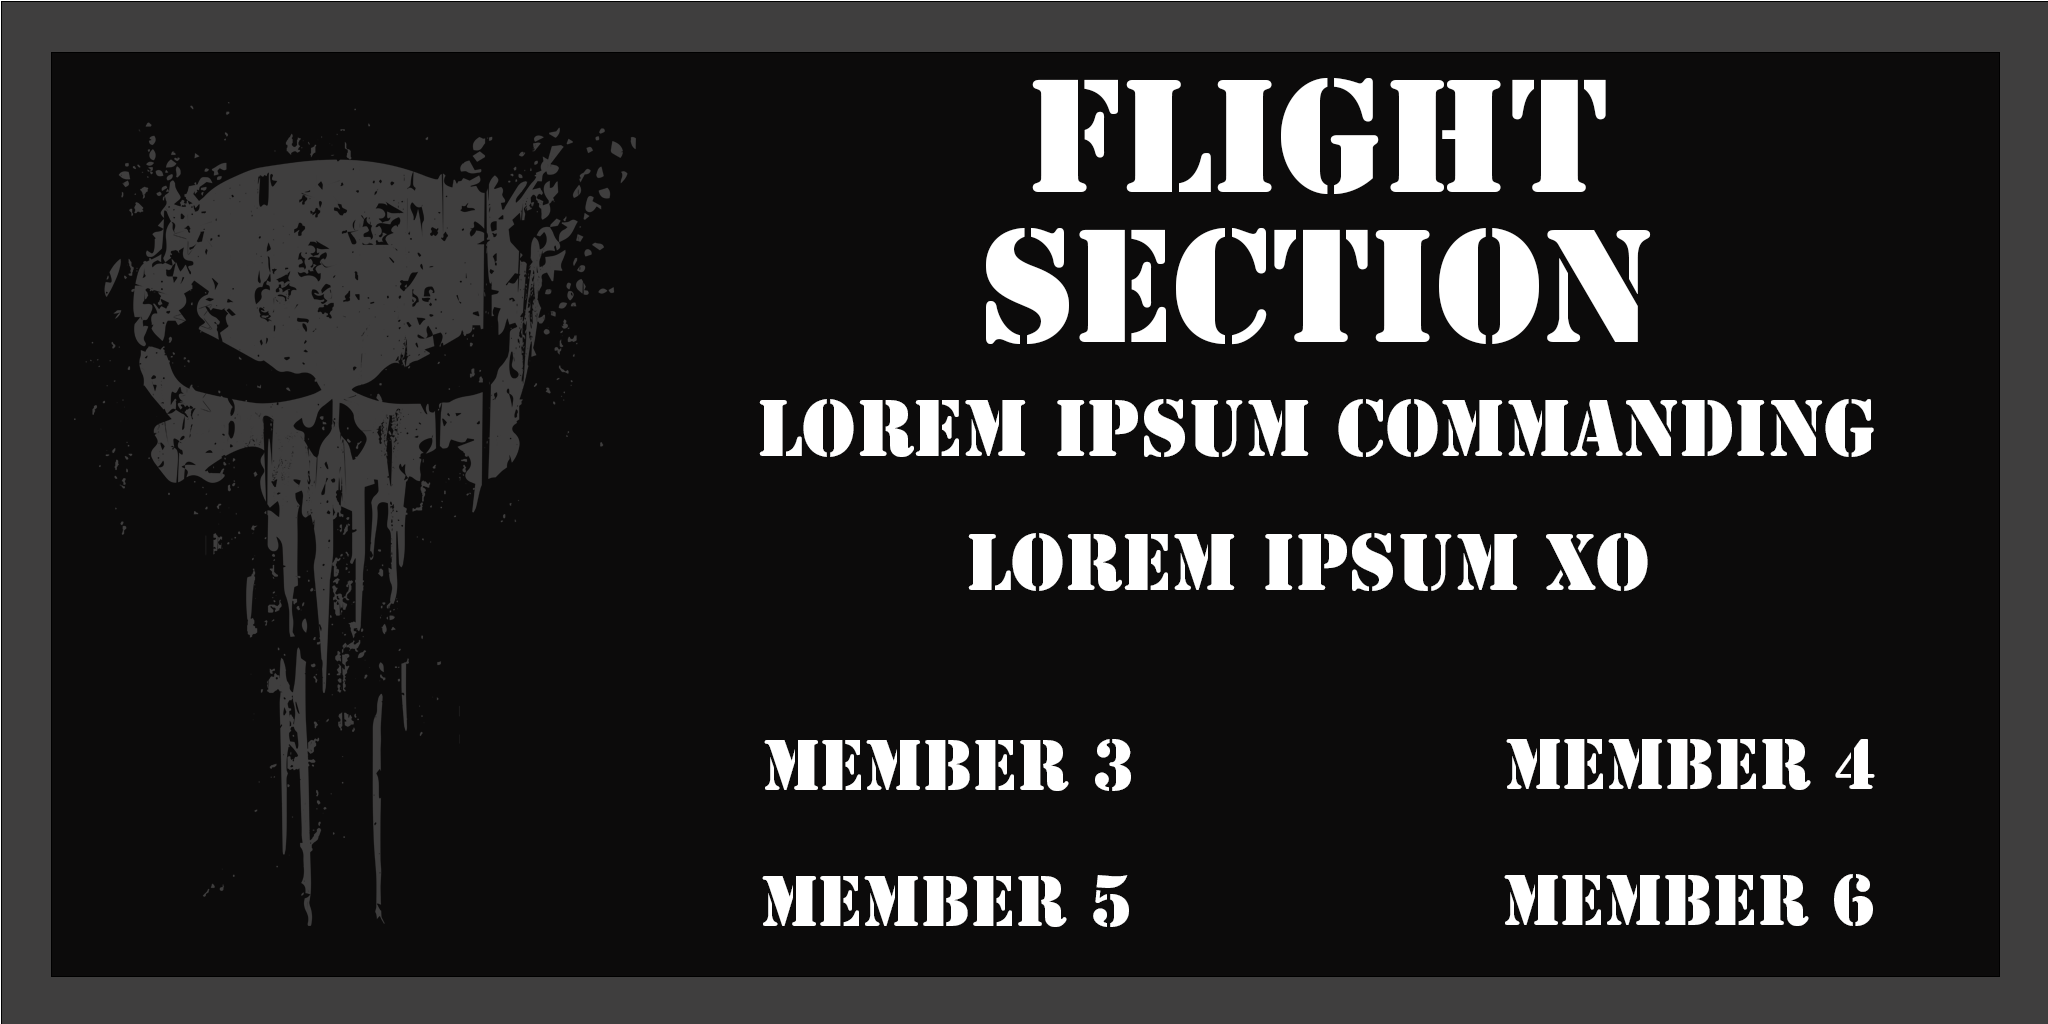 FLIGHT
SECTION
LOREM IPSUM COMMANDING
LOREM IPSUM XO
MEMBER 3 MEMBER 4
MEMBER 5 MEMBER 6